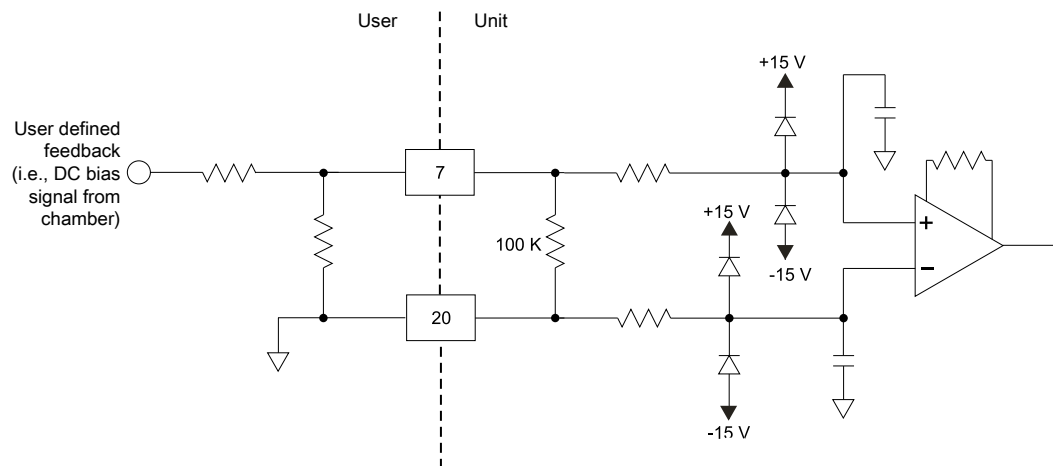 User
Unit
+15 V
User defined
feedback
(i.e., DC bias
signal from
chamber)
7
+
+15 V
100 K
-15 V
–
20
-15 V